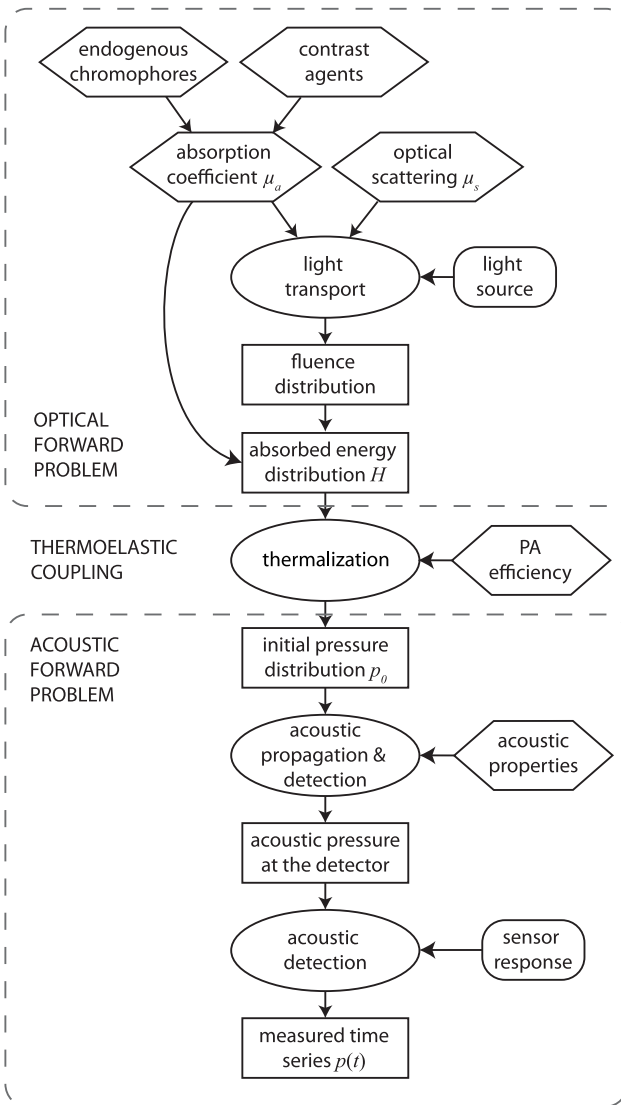 endogenous
chromophores
contrast
agents
absorption
coefficient μa
optical
scattering μs
light
transport
light
source
fluence
distribution
OPTICAL
FORWARD
PROBLEM
absorbed energy
distribution H
THERMOELASTIC
COUPLING
thermalization
PA
efficiency
ACOUSTIC
FORWARD
PROBLEM
initial pressure
distribution p0
acoustic
propagation &
detection
acoustic
properties
acoustic pressure
at the detector
acoustic
detection
sensor
response
measured time
series p(t)